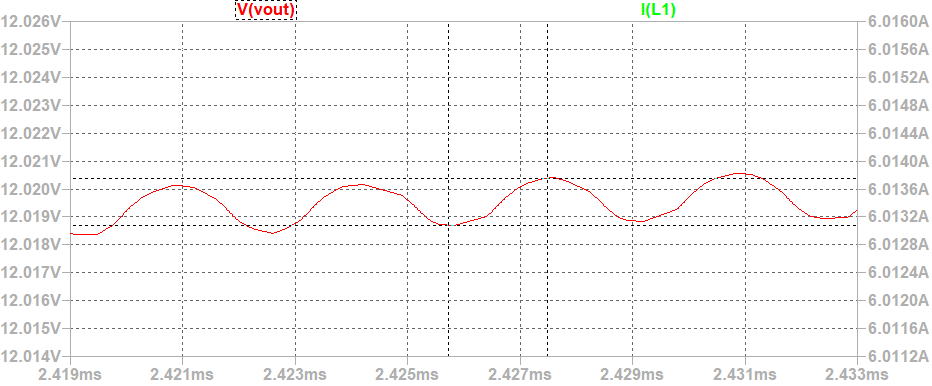 V(vout) I(L1)
12.026V 6.0160A
12.025V 6.0156A
12.024V 6.0152A
12.023V 6.0148A
12.022V 6.0144A
12.021V 6.0140A
12.020V 6.0136A
12.019V 6.0132A
12.018V 6.0128A
12.017V 6.0124A
12.016V 6.0120A
12.015V 6.0116A
12.014V 6.0112A
2.419ms 2.421ms 2.423ms 2.425ms 2.427ms 2.429ms 2.431ms 2.433ms